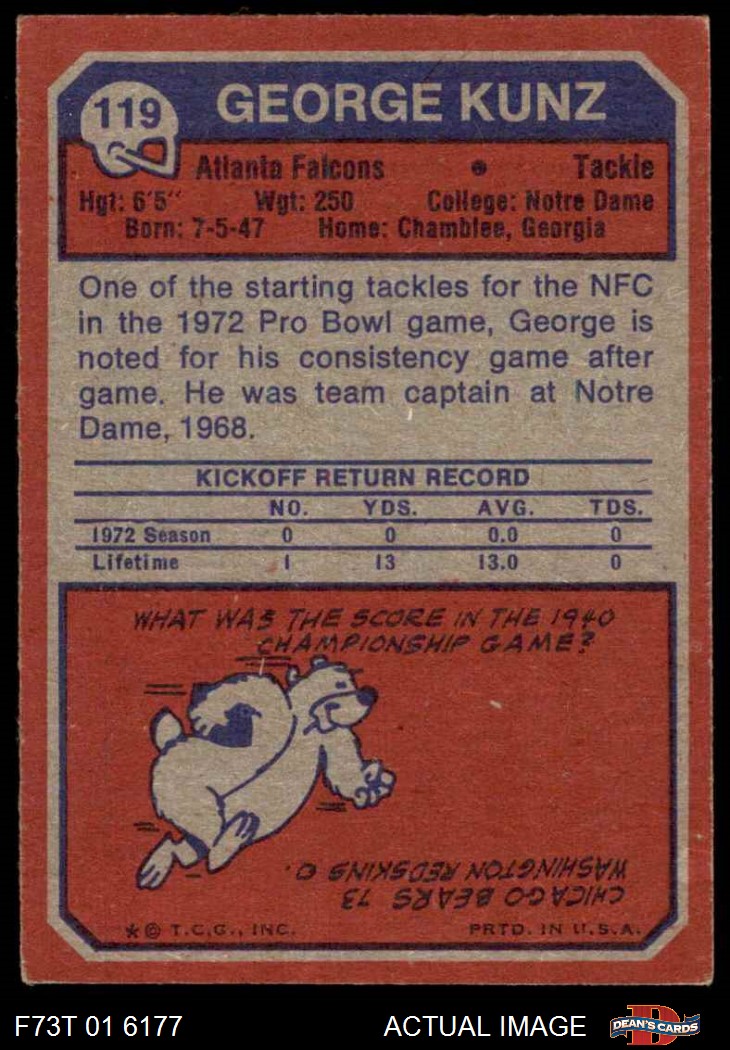 119
GEORGE KUNZ
Atlanta Falcons • Tackle
Hgt: 6'5" Wgt: 250 College: Notre Dame
Born: 7-5-47 Home: Chamblee, Georgia
One of the starting tackles for the NFC
in the 1972 Pro Bowl game, George is
noted for his consistency game after
game. He was team captain at Notre
Dame, 1968.
KICKOFF RETURN RECORD
NO. YDS. AVG. TDS.
1972 Season 0 0 0.0 0
Lifetime 1 13 13.0 0
WHAT WAS THE SCORE IN THE 1940
CHAMPIONSHIP GAME?
CHICAGO BEARS 73
WASHINGTON REDSKINS 0.
*© T.C.G., INC. PRTD. IN U.S.A.
F73T 01 6177 ACTUAL IMAGE DEAN'S CARDS